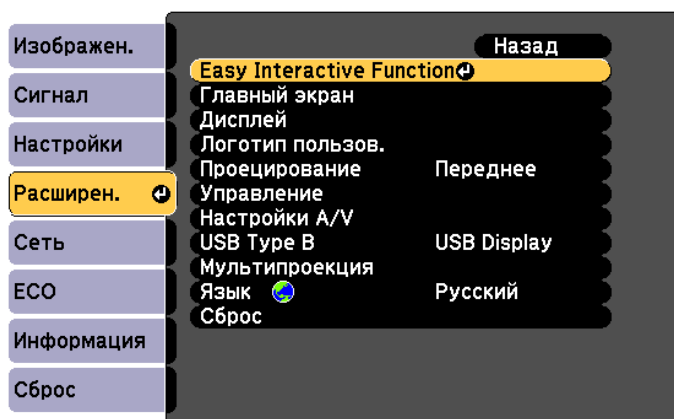 Изображен.
Сигнал
Настройки
Расширен.
Сеть
ECO
Информация
Сброс
Назад
Easy Interactive Function
Главный экран
Дисплей
Логотип пользов.
Проецирование Переднее
Управление
Настройки A/V
USB Type B USB Display
Мультипроекция
Язык Русский
Сброс